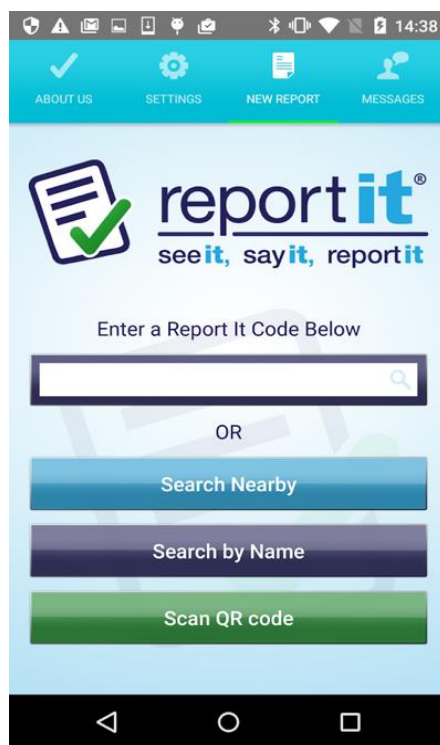 14:38
ABOUT US SETTINGS NEW REPORT MESSAGES
reportit®
seeit, sayit, reportit
Enter a Report It Code Below
OR
Search Nearby
Search by Name
Scan QR code